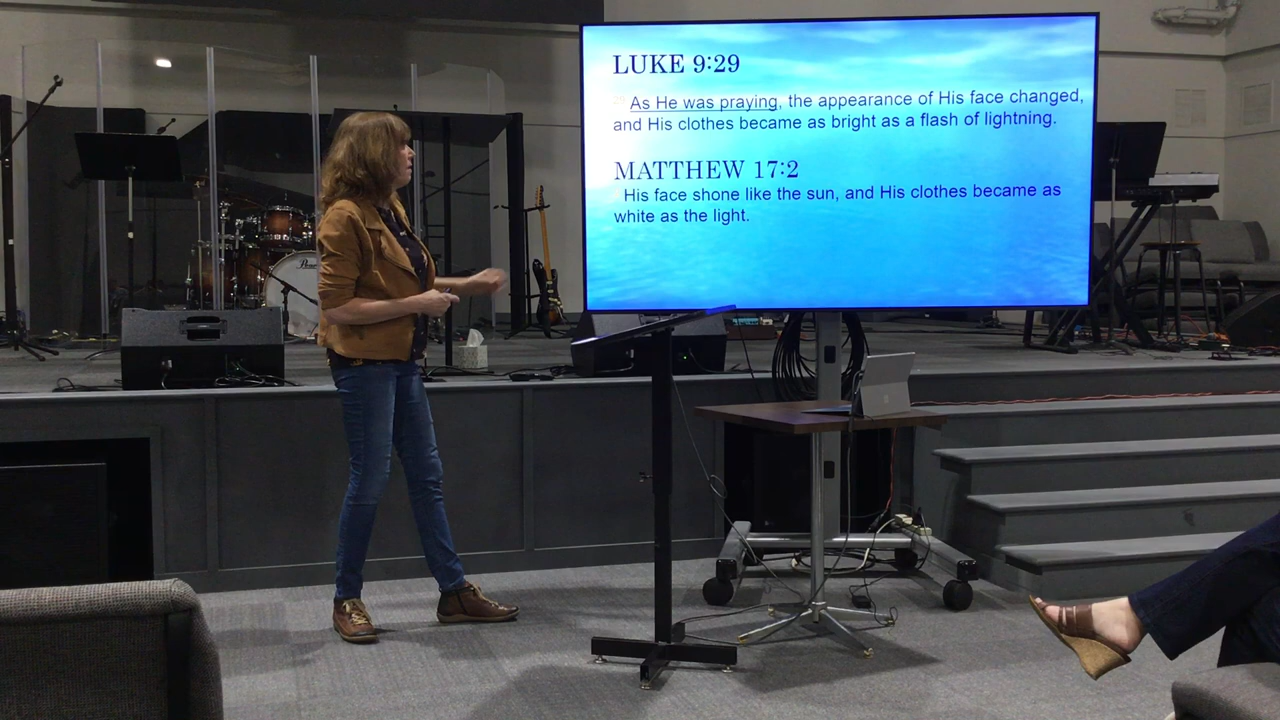 LUKE 9:29
29 As He was praying, the appearance of His face changed,
and His clothes became as bright as a flash of lightning.
MATTHEW 17:2
His face shone like the sun, and His clothes became as
white as the light.
Pearl